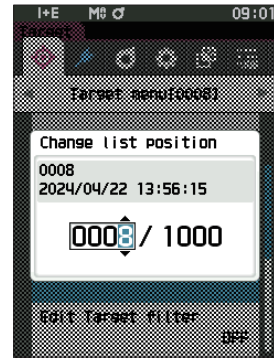 I+E M0 09:01
Target
Target menu[0008]
Change list position
0008
2024/04/22 13:56:15
0008 / 1000
Edit Target filter
OFF